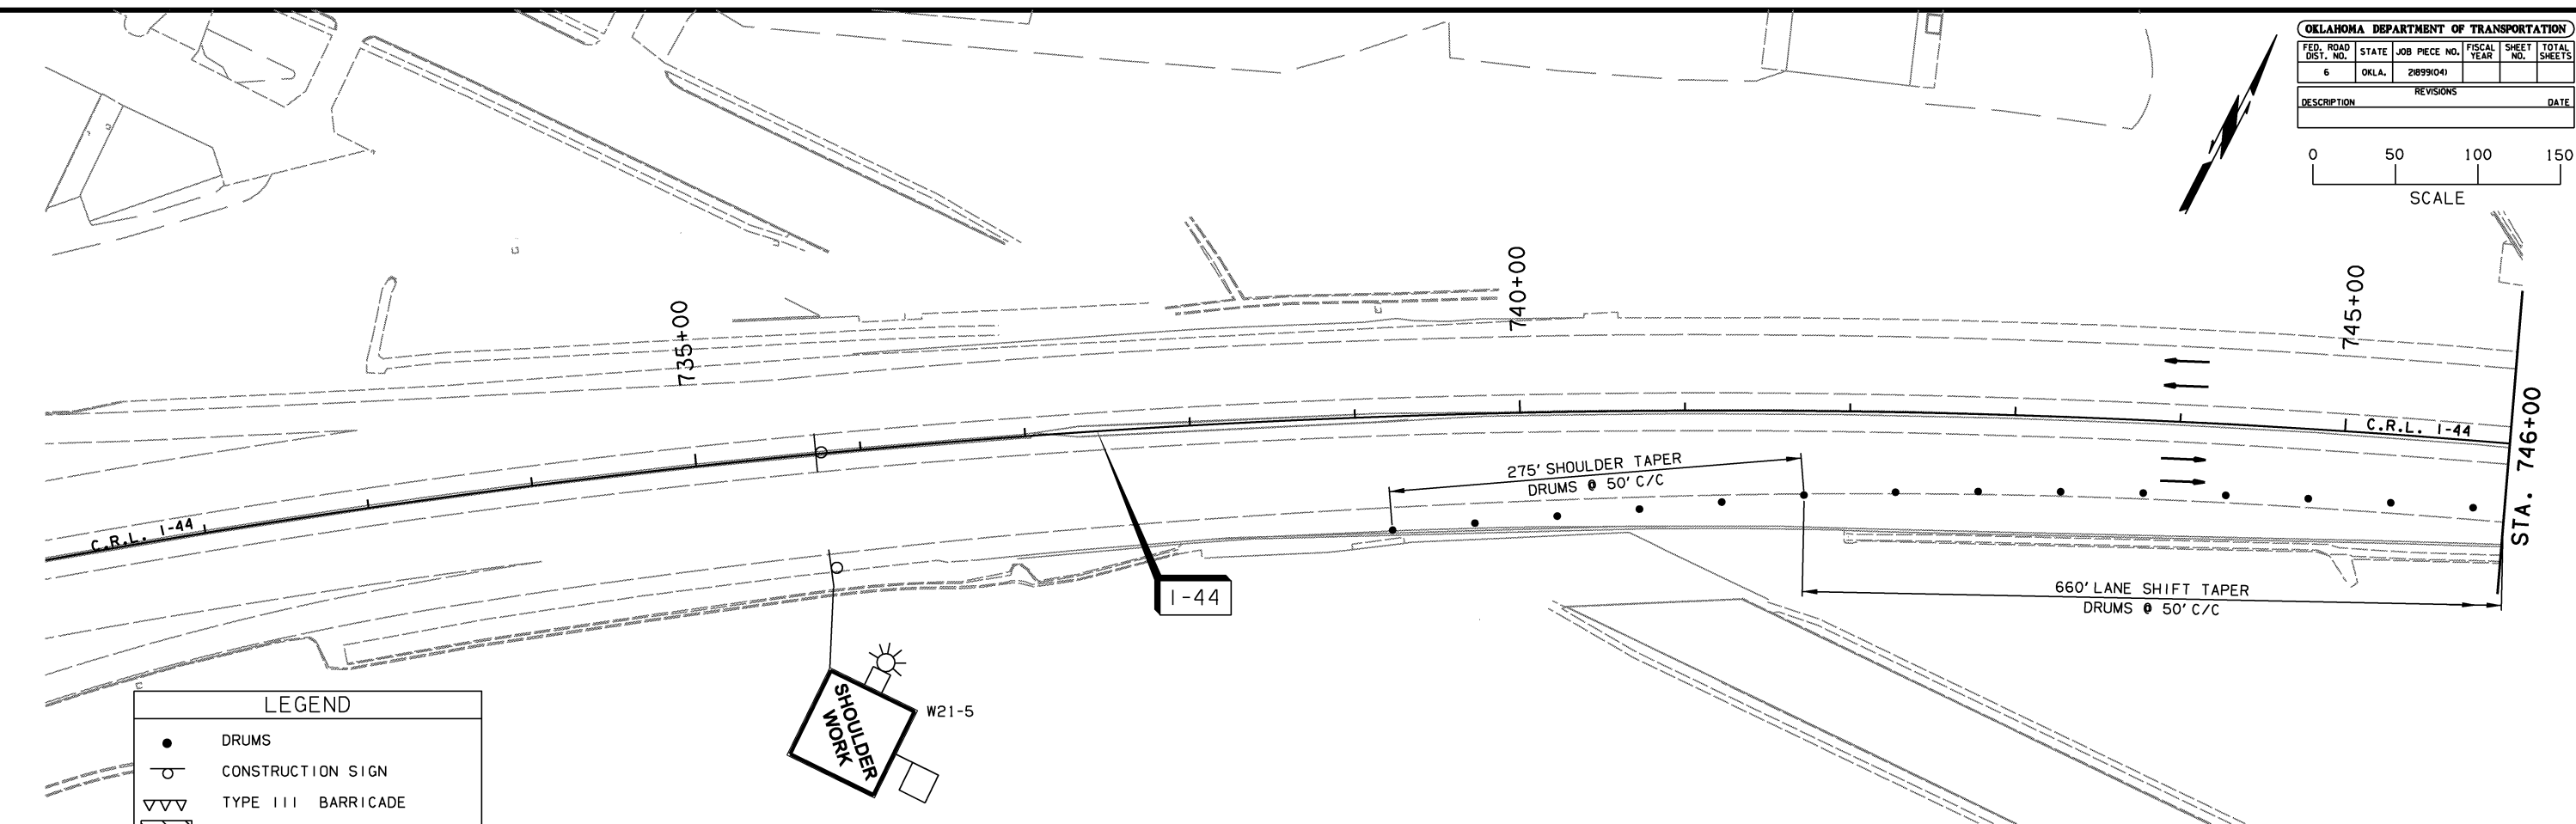 OKLAHOMA DEPARTMENT OF TRANSPORTATION
FED. ROAD DIST. NO.
STATE
JOB PIECE NO.
FISCAL YEAR
SHEET NO.
TOTAL SHEETS
6
OKLA.
21899(04)
REVISIONS
DESCRIPTION
DATE
0 50 100 150
SCALE
735+00
740+00
745+00
C.R.L. I-44
C.R.L. I-44
STA. 746+00
275' SHOULDER TAPER
DRUMS @ 50' C/C
660' LANE SHIFT TAPER
DRUMS @ 50' C/C
I-44
SHOULDER
WORK
W21-5
LEGEND
DRUMS
CONSTRUCTION SIGN
TYPE III BARRICADE